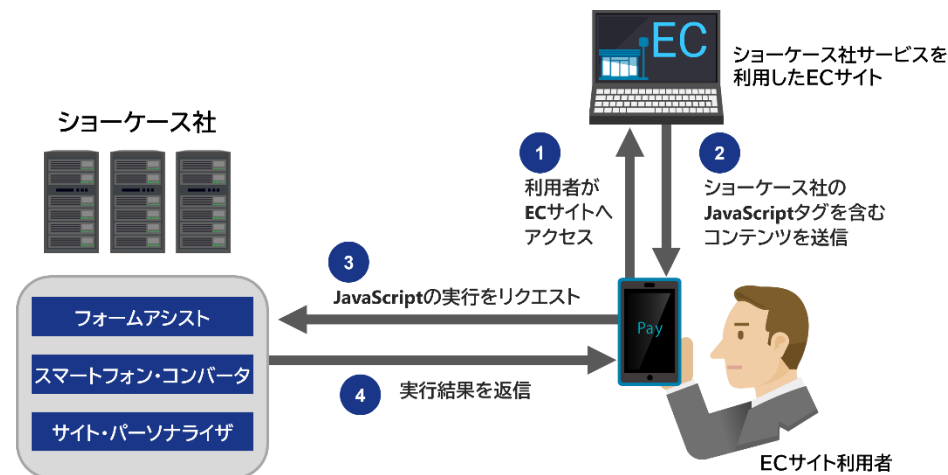 EC
ショーケース社サービスを
利用したECサイト
ショーケース社
1
利用者が
ECサイトへ
アクセス
2
ショーケース社の
JavaScriptタグを含む
コンテンツを送信
3
JavaScriptの実行をリクエスト
フォームアシスト
スマートフォン・コンバータ
サイト・パーソナライザ
Pay
4
実行結果を返信
ECサイト利用者